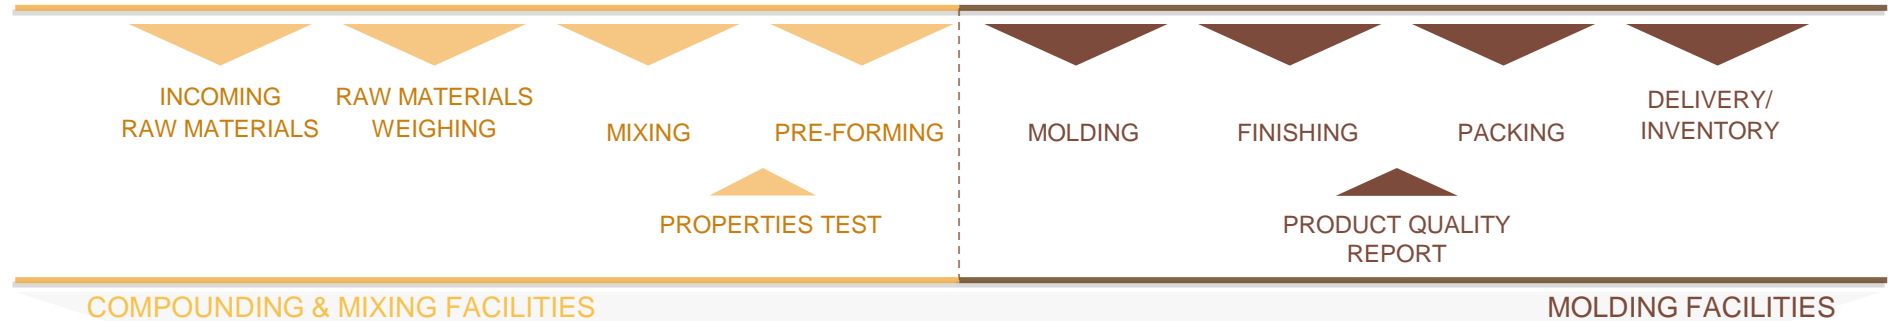 INCOMING
RAW MATERIALS
RAW MATERIALS
WEIGHING
MIXING
PRE-FORMING
MOLDING
FINISHING
PACKING
DELIVERY/
INVENTORY
PROPERTIES TEST
PRODUCT QUALITY
REPORT
COMPOUNDING & MIXING FACILITIES
MOLDING FACILITIES